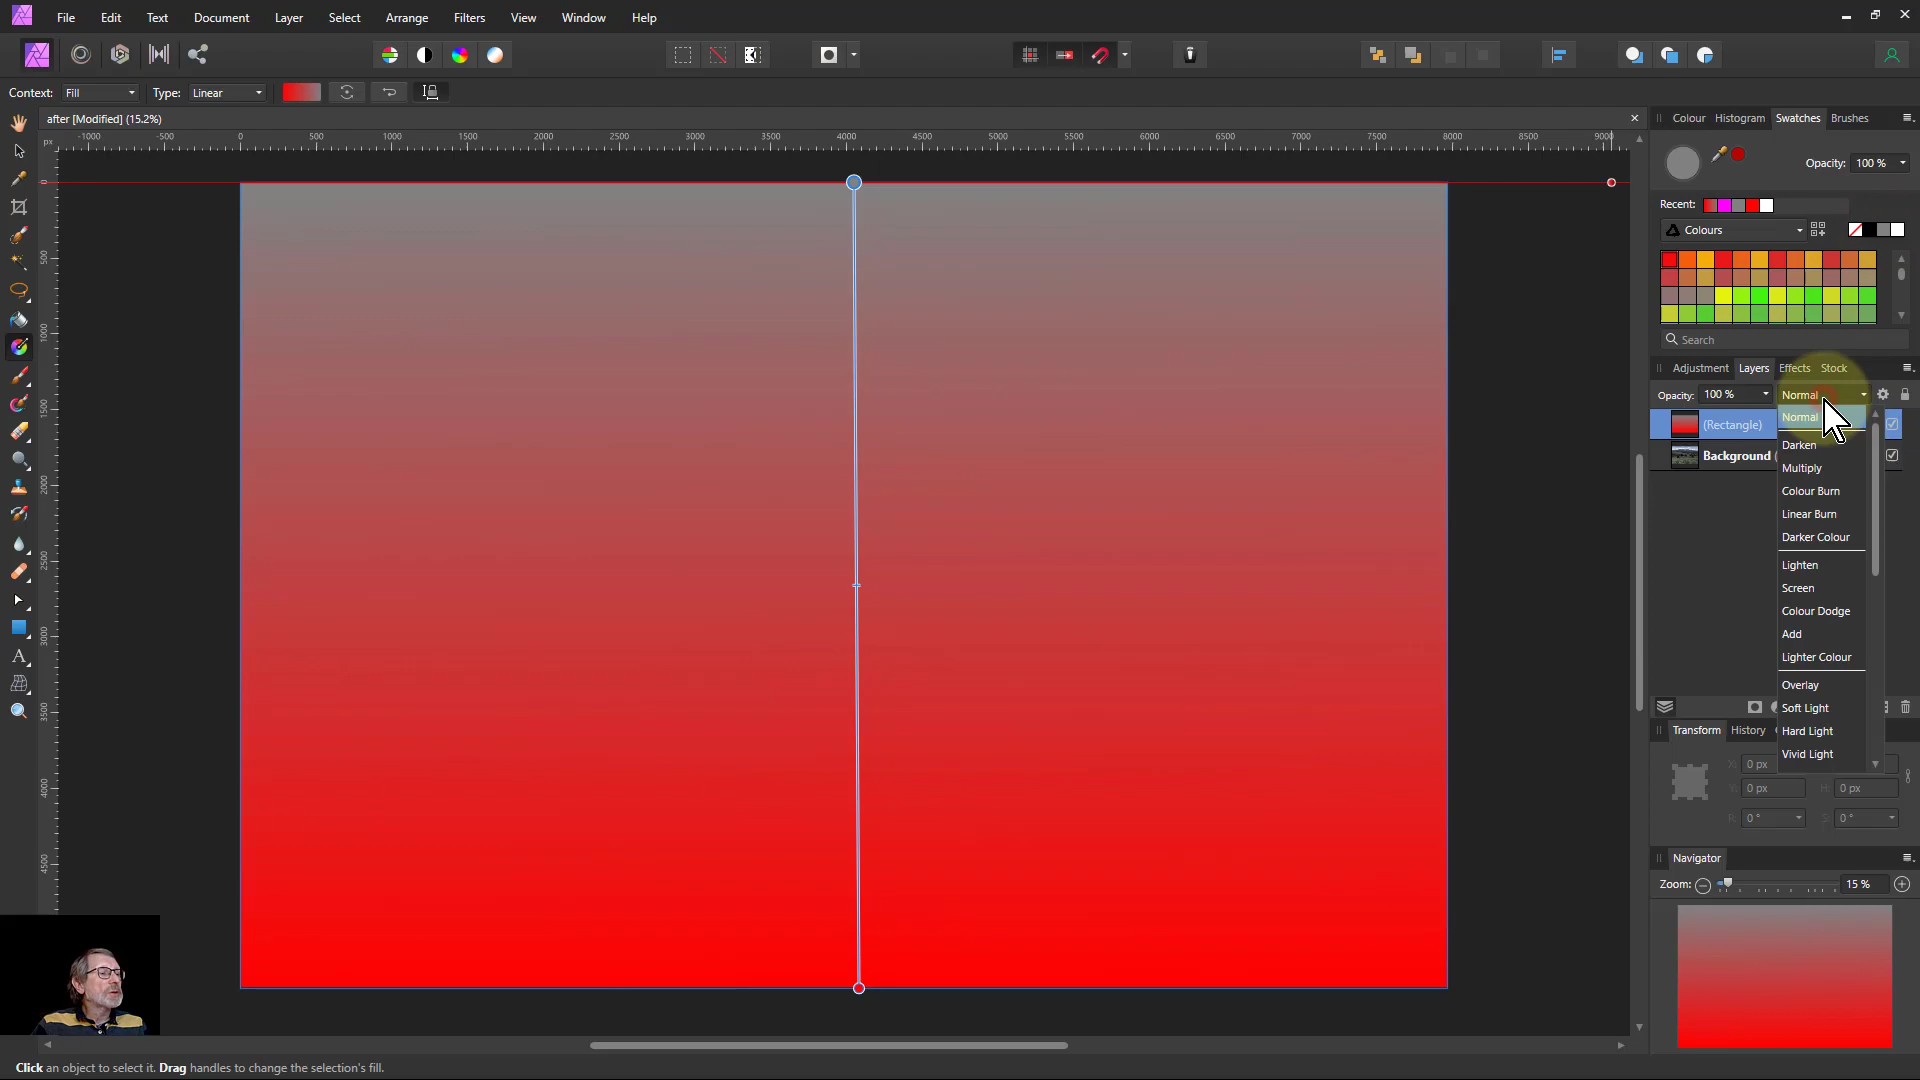 File Edit Text Document Layer Select Arrange Filters View Window Help
Context: Fill Type: Linear
after [Modified] (15.2%)
px -1000 -500 0 500 1000 1500 2000 2500 3000 3500 4000 4500 5000 5500 6000 6500 7000 7500 8000 8500 9000
0
500
1000
1500
2000
2500
3000
3500
4000
4500
Colour Histogram Swatches Brushes
Opacity: 100 %
Recent:
Colours
Search
Adjustment Layers Effects Stock
Opacity: 100 % Normal
(Rectangle)
Background (
Normal
Darken
Multiply
Colour Burn
Linear Burn
Darker Colour
Lighten
Screen
Colour Dodge
Add
Lighter Colour
Overlay
Soft Light
Hard Light
Vivid Light
Transform History
X: 0 px
Y: 0 px H: 0 px
R: 0 ° S: 0 °
Navigator
Zoom: 15 %
Click an object to select it. Drag handles to change the selection's fill.